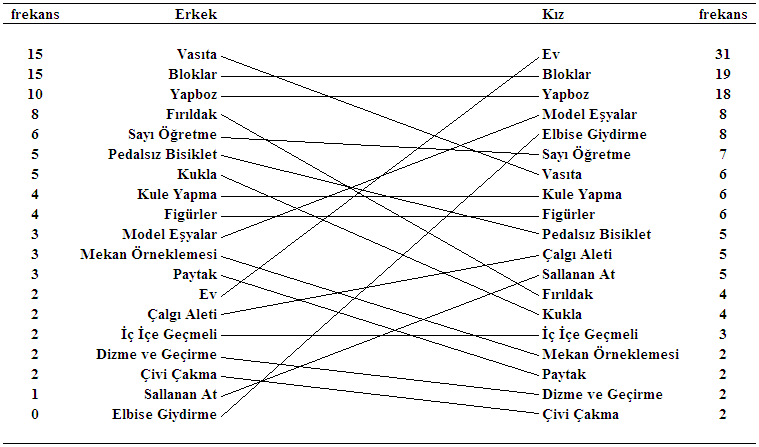 frekans Erkek Kız frekans
15 Vasıta Ev 31
15 Bloklar Bloklar 19
10 Yapboz Yapboz 18
8 Fırıldak Model Eşyalar 8
6 Sayı Öğretme Elbise Giydirme 8
5 Pedalsız Bisiklet Sayı Öğretme 7
5 Kukla Vasıta 6
4 Kule Yapma Kule Yapma 6
4 Figürler Figürler 6
3 Model Eşyalar Pedalsız Bisiklet 5
3 Mekan Örneklemesi Çalgı Aleti 5
3 Paytak Sallanan At 5
2 Ev Fırıldak 4
2 Çalgı Aleti Kukla 4
2 İç İçe Geçmeli İç İçe Geçmeli 3
2 Dizme ve Geçirme Mekan Örneklemesi 2
2 Çivi Çakma Paytak 2
1 Sallanan At Dizme ve Geçirme 2
0 Elbise Giydirme Çivi Çakma 2